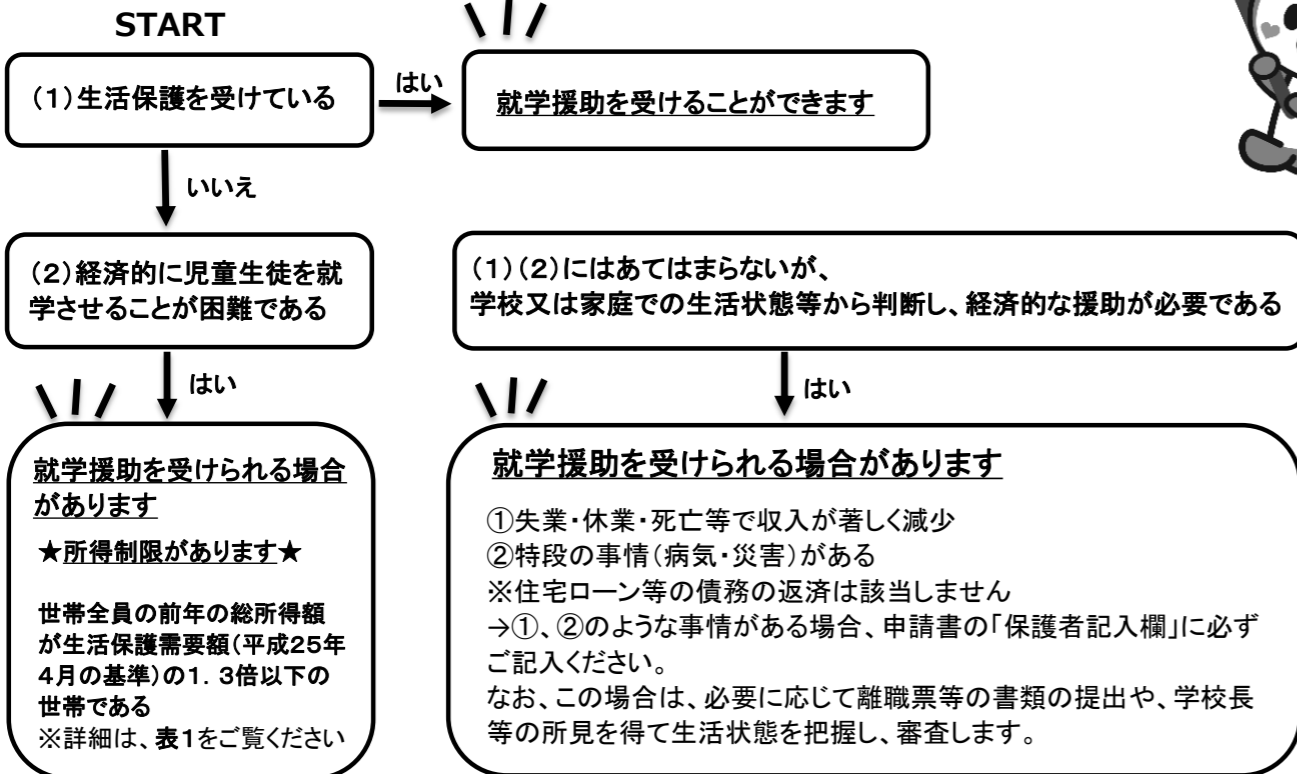 START
(1)生活保護を受けている
はい
就学援助を受けることができます
いいえ
(2)経済的に児童生徒を就
学させることが困難である
(1)(2)にはあてはまらないが、
学校又は家庭での生活状態等から判断し、経済的な援助が必要である
はい
はい
就学援助を受けられる場合
があります
★所得制限があります★
世帯全員の前年の総所得額
が生活保護需要額(平成25年
4月の基準)の1.3倍以下の
世帯である
※詳細は、表1をご覧ください
就学援助を受けられる場合があります
①失業・休業・死亡等で収入が著しく減少
②特段の事情(病気・災害)がある
※住宅ローン等の債務の返済は該当しません
→①、②のような事情がある場合、申請書の「保護者記入欄」に必ず
ご記入ください。
なお、この場合は、必要に応じて離職票等の書類の提出や、学校長
等の所見を得て生活状態を把握し、審査します。